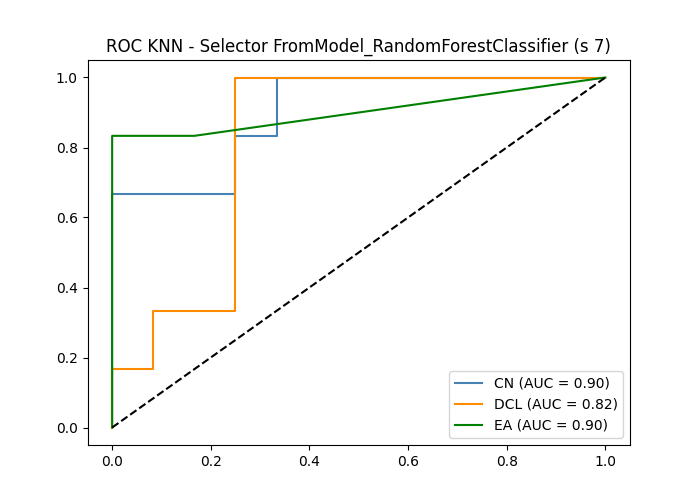 ROC KNN - Selector FromModel_RandomForestClassifier (s 7)
1.0
0.8
0.6
0.4
0.2
0.0
CN (AUC = 0.90)
DCL (AUC = 0.82)
EA (AUC = 0.90)
0.0 0.2 0.4 0.6 0.8 1.0